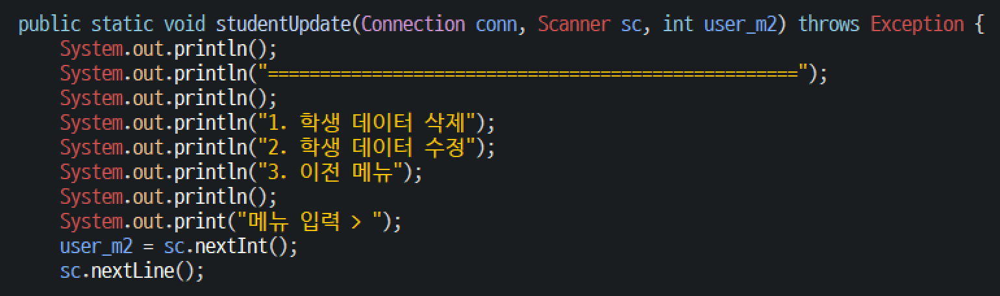 public static void studentUpdate(Connection conn, Scanner sc, int user_m2) throws Exception {
System.out.println();
System.out.println("===================================================");
System.out.println();
System.out.println("1. 학생 데이터 삭제");
System.out.println("2. 학생 데이터 수정");
System.out.println("3. 이전 메뉴");
System.out.println();
System.out.print("메뉴 입력 > ");
user_m2 = sc.nextInt();
sc.nextLine();